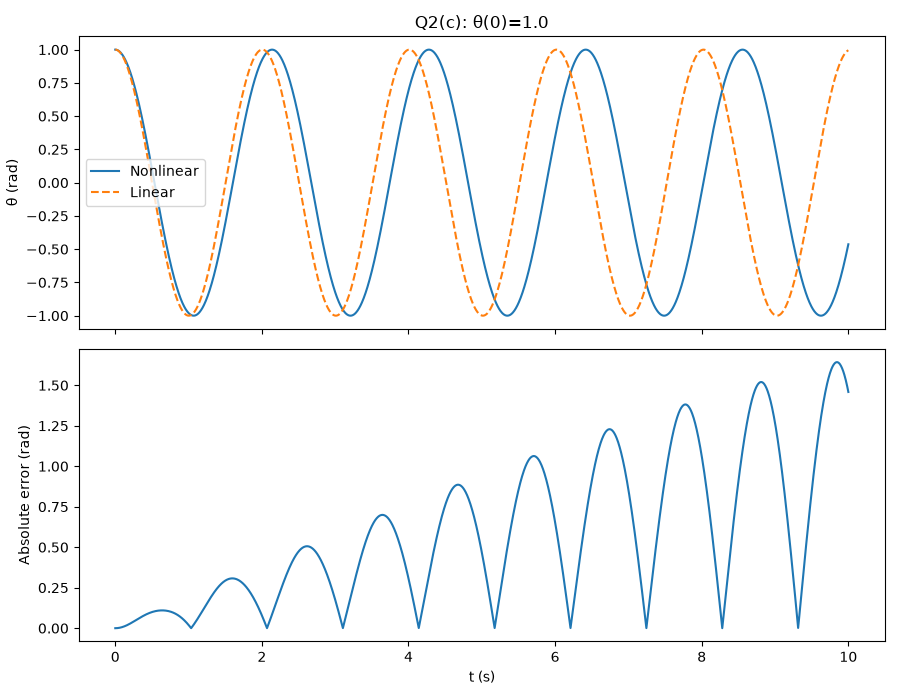 Q2(c): θ(0)=1.0
1.00
0.75
0.50
0.25
0.00
−0.25
−0.50
−0.75
−1.00
θ (rad)
Nonlinear
Linear
1.50
1.25
1.00
0.75
0.50
0.25
0.00
Absolute error (rad)
0 2 4 6 8 10
t (s)